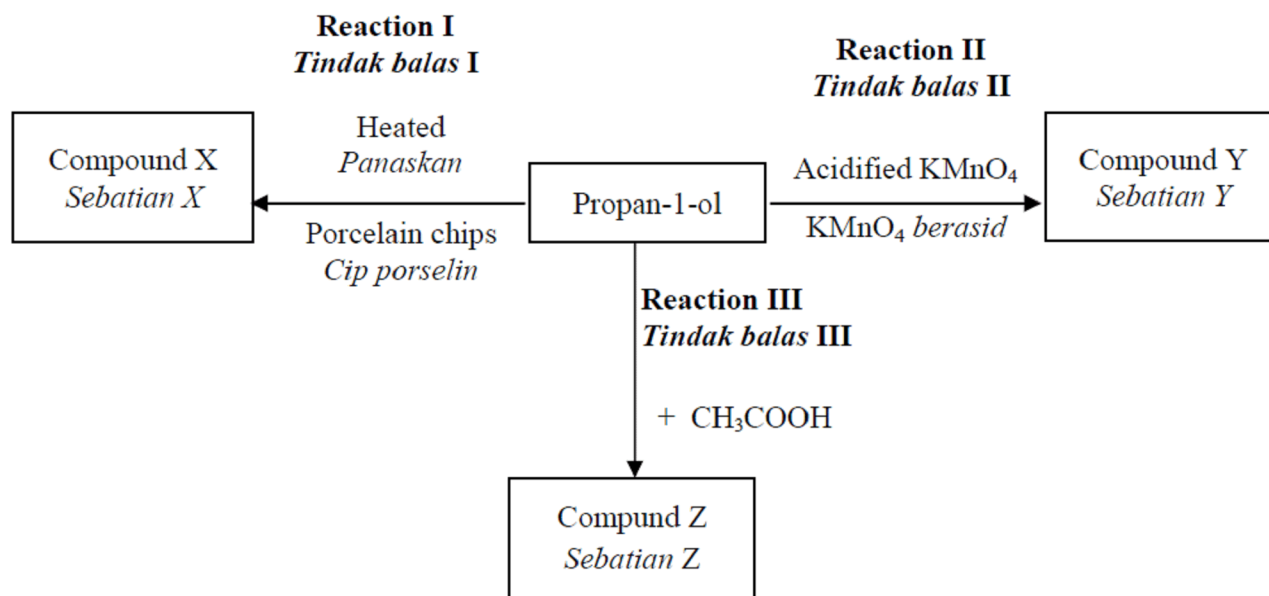 Reaction I
Tindak balas I
Reaction II
Tindak balas II
Compound X
Sebatian X
Heated
Panaskan
Porcelain chips
Cip porselin
Propan-1-ol
Acidified KMnO₄
KMnO₄ berasid
Compound Y
Sebatian Y
Reaction III
Tindak balas III
+ CH₃COOH
Compund Z
Sebatian Z